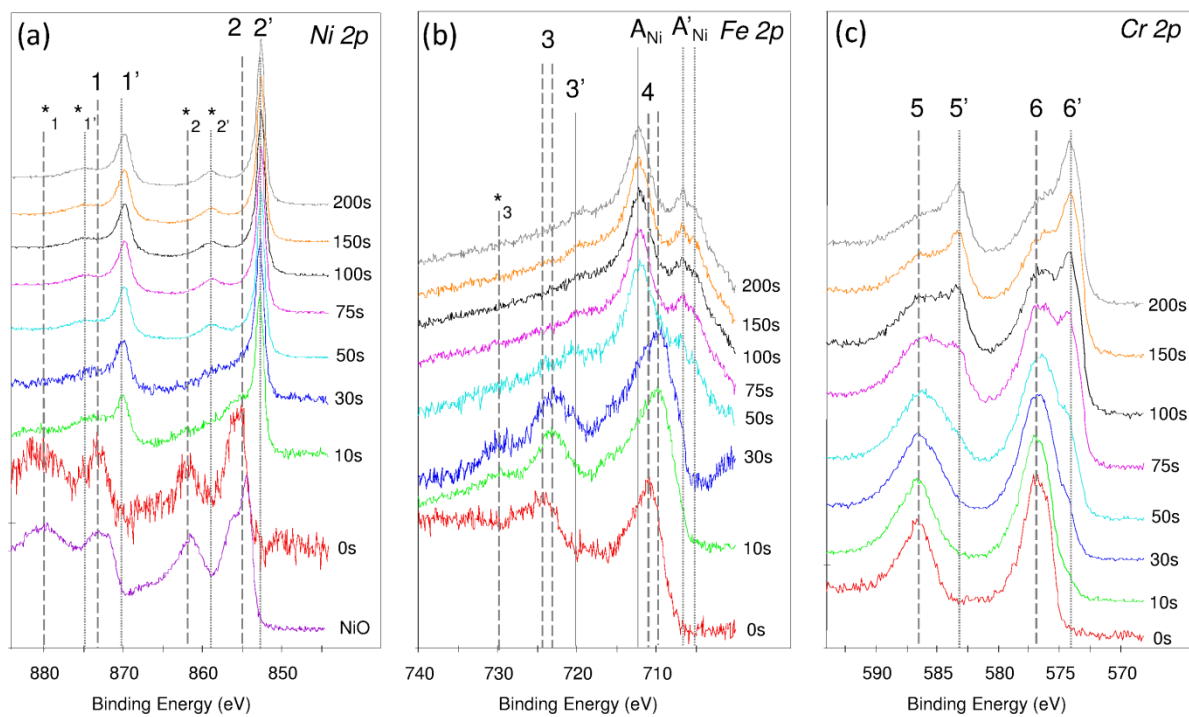 (a)
Ni 2p
2 2'
1 1'
*1 *1' *2 *2'
200s
150s
100s
75s
50s
30s
10s
0s
NiO
880 870 860 850
Binding Energy (eV)
(b)
A_Ni A'_Ni Fe 2p
3
3' 4
*3
200s
150s
100s
75s
50s
30s
10s
0s
740 730 720 710
Binding Energy (eV)
(c)
Cr 2p
5 5' 6 6'
200s
150s
100s
75s
50s
30s
10s
0s
590 585 580 575 570
Binding Energy (eV)